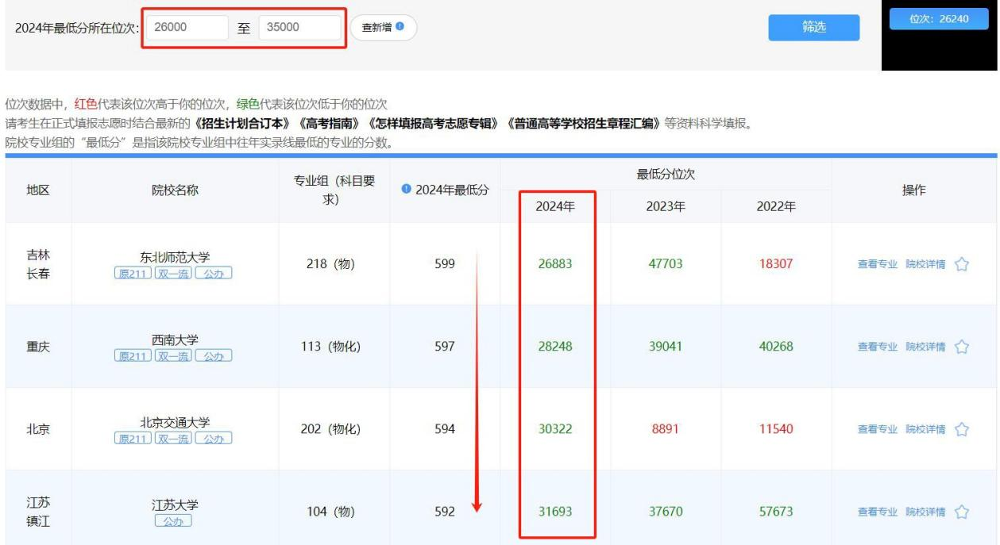 2024年最低分所在位次: 26000 至 35000 查新增 筛选 位次: 26240
位次数据中，红色代表该位次高于你的位次，绿色代表该位次低于你的位次
请考生在正式填报志愿时结合最新的《招生计划合订本》《高考指南》《怎样填报高考志愿专辑》《普通高等学校招生章程汇编》等资料科学填报。
院校专业组的“最低分”是指该院校专业组中往年实录线最低的专业的分数。
地区 院校名称 专业组（科目要求） 2024年最低分 最低分位次 操作
2024年 2023年 2022年
吉林长春 东北师范大学 218（物） 599 26883 47703 18307 查看专业 院校详情
原211 双一流 公办
重庆 西南大学 113（物化） 597 28248 39041 40268 查看专业 院校详情
原211 双一流 公办
北京 北京交通大学 202（物化） 594 30322 8891 11540 查看专业 院校详情
原211 双一流 公办
江苏镇江 江苏大学 104（物） 592 31693 37670 57673 查看专业 院校详情
公办